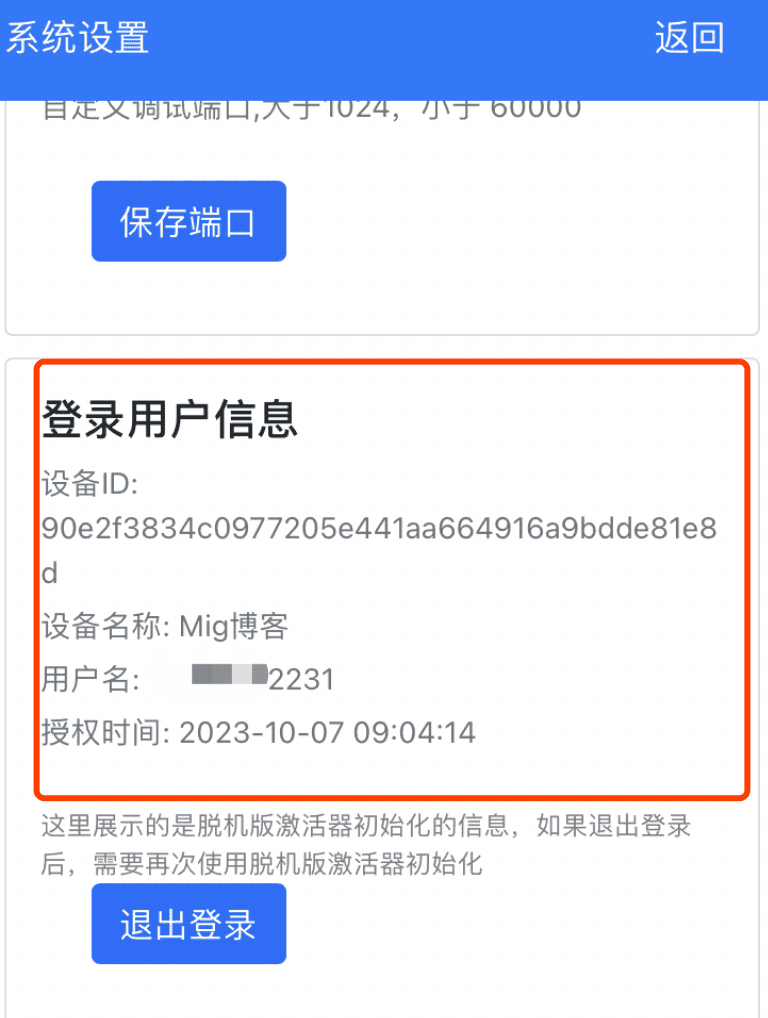 系统设置
返回
自定义调试端口,大于1024，小于 60000
保存端口
登录用户信息
设备ID:
90e2f3834c0977205e441aa664916a9bdde81e8
d
设备名称: Mig博客
用户名: 2231
授权时间: 2023-10-07 09:04:14
这里展示的是脱机版激活器初始化的信息，如果退出登录
后，需要再次使用脱机版激活器初始化
退出登录